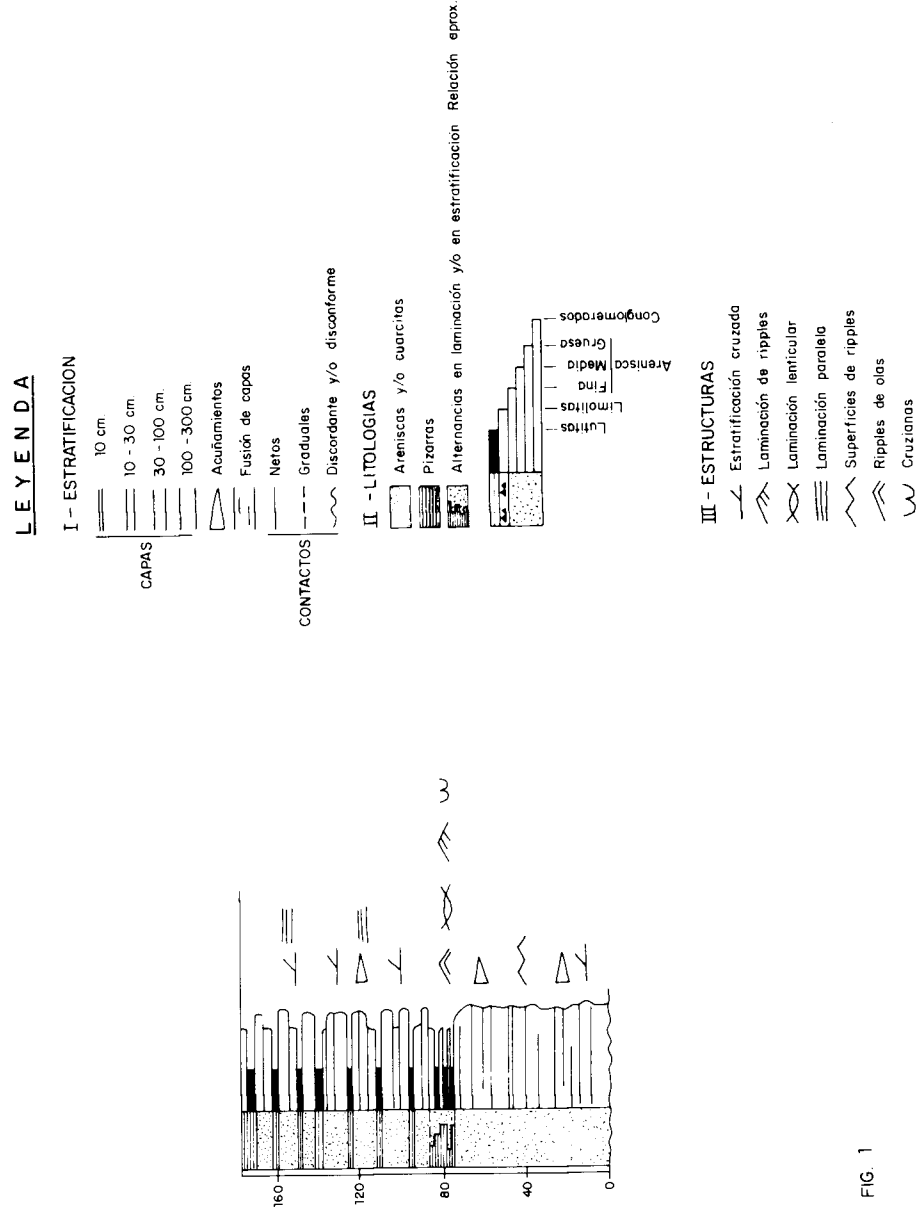 LEYENDA
I - ESTRATIFICACION
CAPAS
10 cm.
10 - 30 cm.
30 - 100 cm.
100 - 300 cm.
Acuñamientos
Fusión de capas
CONTACTOS
Netos
Graduales
Discordante y/o disconforme
II - LITOLOGIAS
Areniscas y/o cuarcitas
Pizarras
Alternancias en laminación y/o en estratificación Relación aprox.
Lutitas
Limolitas
Fina
Media
Gruesa
Arenisca
Conglomerados
III - ESTRUCTURAS
Estratificación cruzada
Laminación de ripples
Laminación lenticular
Laminación paralela
Superficies de ripples
Ripples de olas
Cruzianas
160
120
80
40
0
FIG. 1